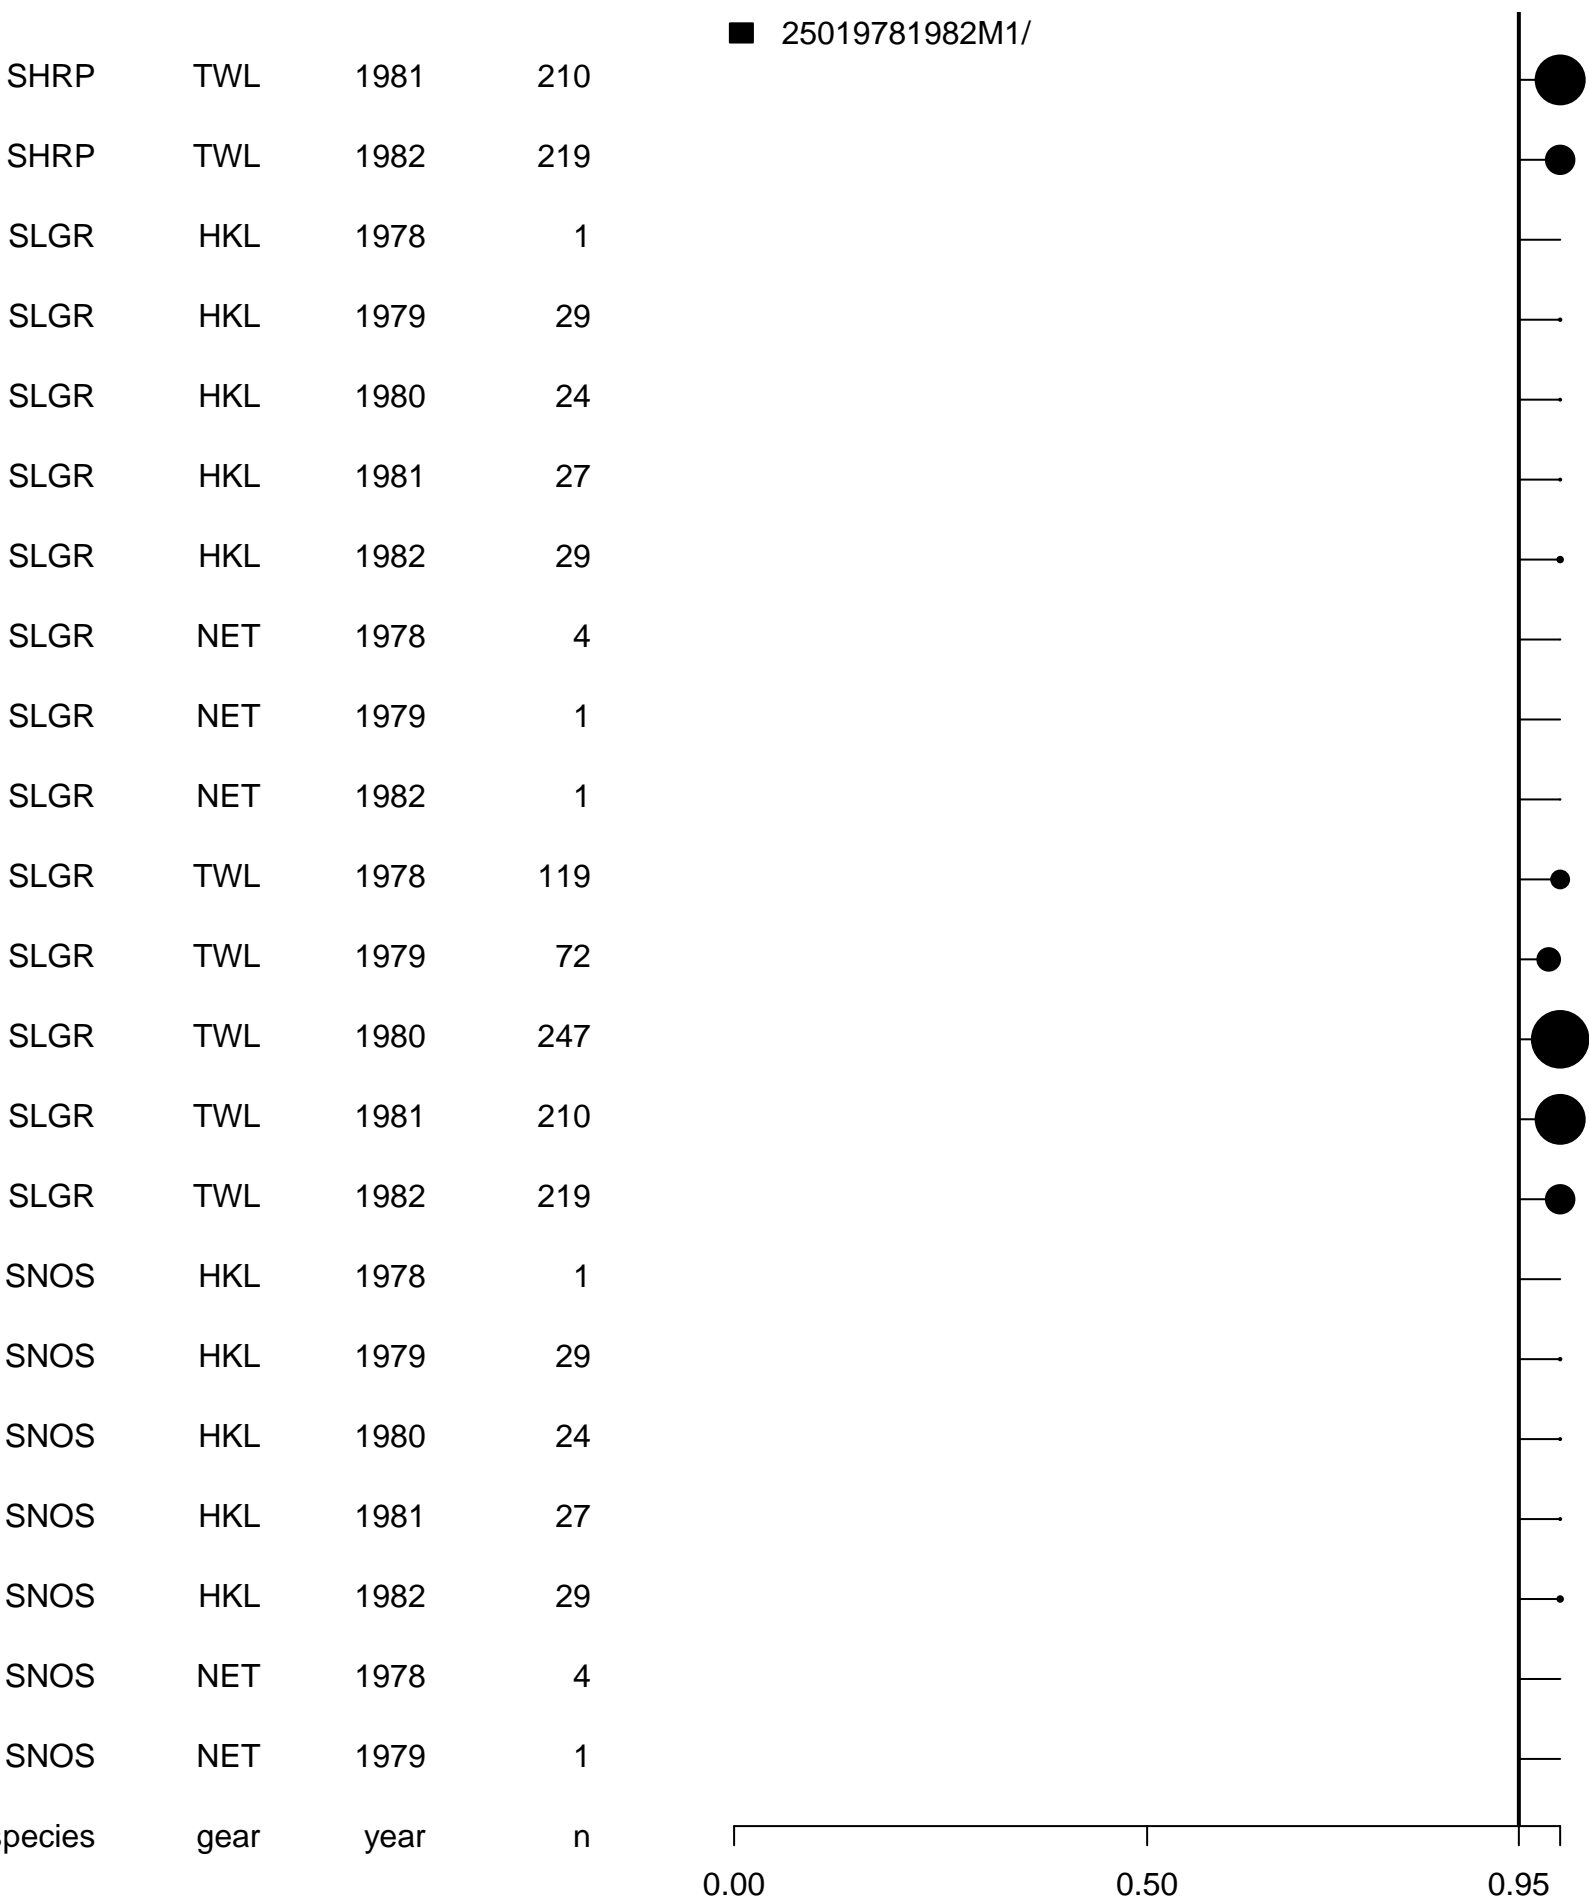 25019781982M1/
SHRP TWL 1981 210
SHRP TWL 1982 219
SLGR HKL 1978 1
SLGR HKL 1979 29
SLGR HKL 1980 24
SLGR HKL 1981 27
SLGR HKL 1982 29
SLGR NET 1978 4
SLGR NET 1979 1
SLGR NET 1982 1
SLGR TWL 1978 119
SLGR TWL 1979 72
SLGR TWL 1980 247
SLGR TWL 1981 210
SLGR TWL 1982 219
SNOS HKL 1978 1
SNOS HKL 1979 29
SNOS HKL 1980 24
SNOS HKL 1981 27
SNOS HKL 1982 29
SNOS NET 1978 4
SNOS NET 1979 1
pecies gear year n
0.00 0.50 0.95